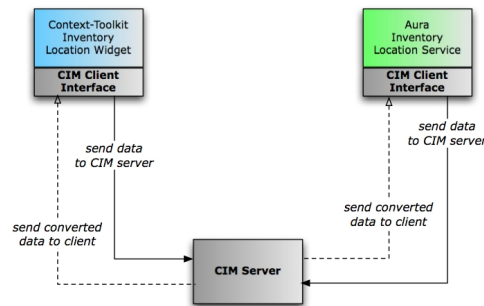 Context-Toolkit
Inventory
Location Widget
CIM Client
Interface
Aura
Inventory
Location Service
CIM Client
Interface
send data
to CIM server
send data
to CIM server
send converted
data to client
send converted
data to client
CIM Server